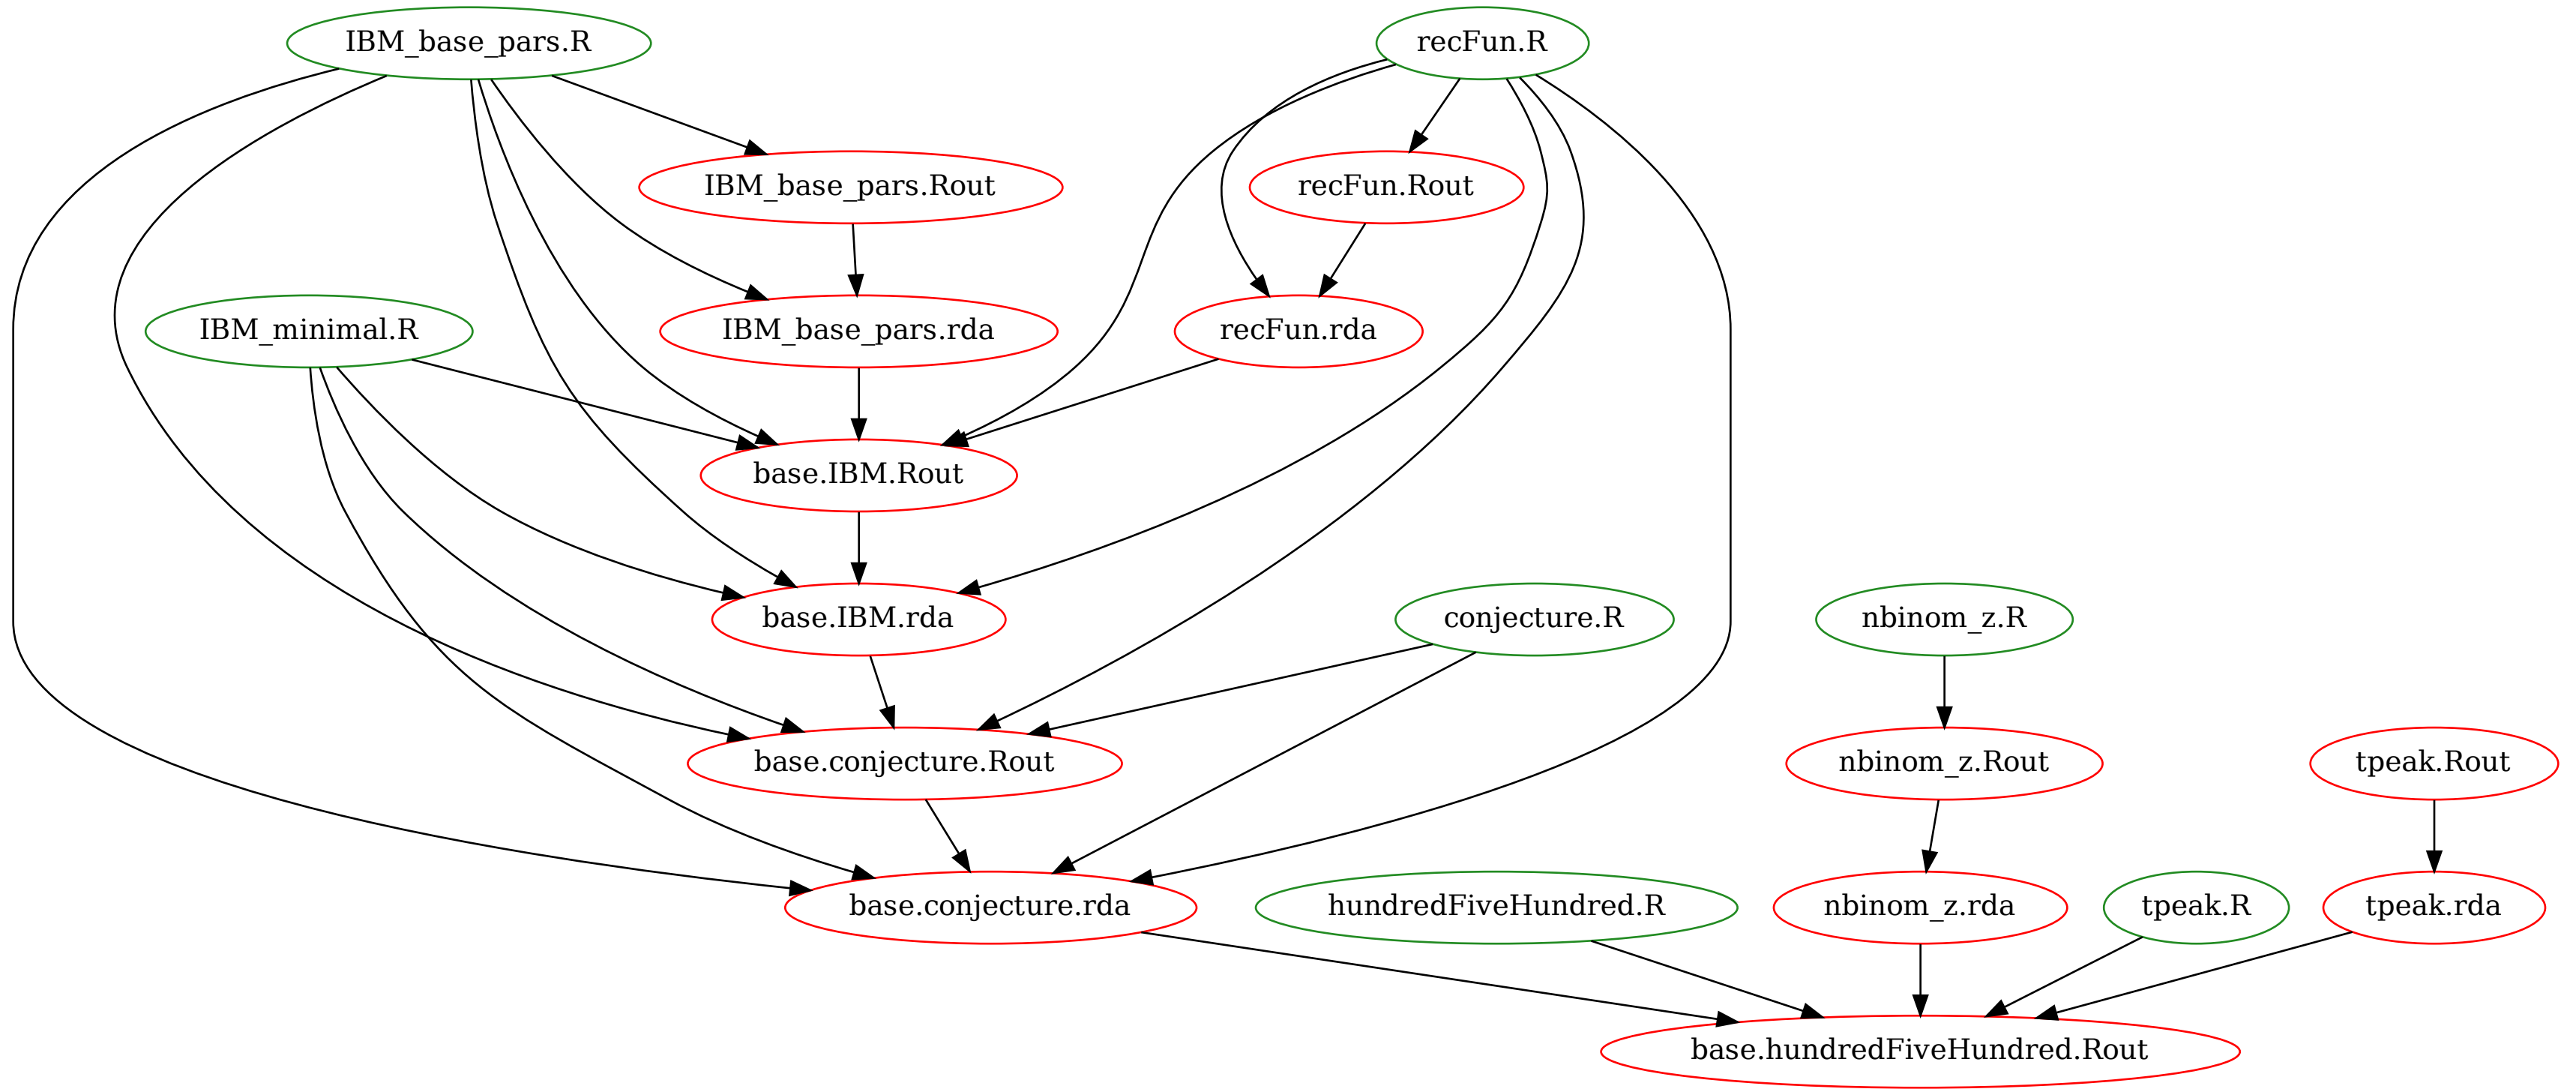 IBM_base_pars.R
recFun.R
IBM_base_pars.Rout
recFun.Rout
IBM_minimal.R
IBM_base_pars.rda
recFun.rda
base.IBM.Rout
base.IBM.rda
conjecture.R
nbinom_z.R
base.conjecture.Rout
nbinom_z.Rout
tpeak.Rout
base.conjecture.rda
hundredFiveHundred.R
nbinom_z.rda
tpeak.R
tpeak.rda
base.hundredFiveHundred.Rout